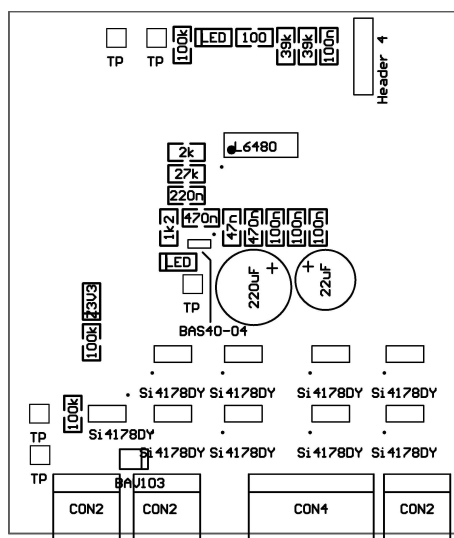 100k
LED
100
39k
39k
100n
Header 4
TP
TP
L6480
2k
27k
220n
1k2
470n
47n
470n
100n
100n
100n
LED
TP
220uF
+
22uF
+
BAS40-04
23V3
100k
Si4178DY
Si4178DY
Si4178DY
Si4178DY
100k
TP
Si4178DY
Si4178DY
Si4178DY
Si4178DY
Si4178DY
TP
BAV103
CON2
CON2
CON4
CON2